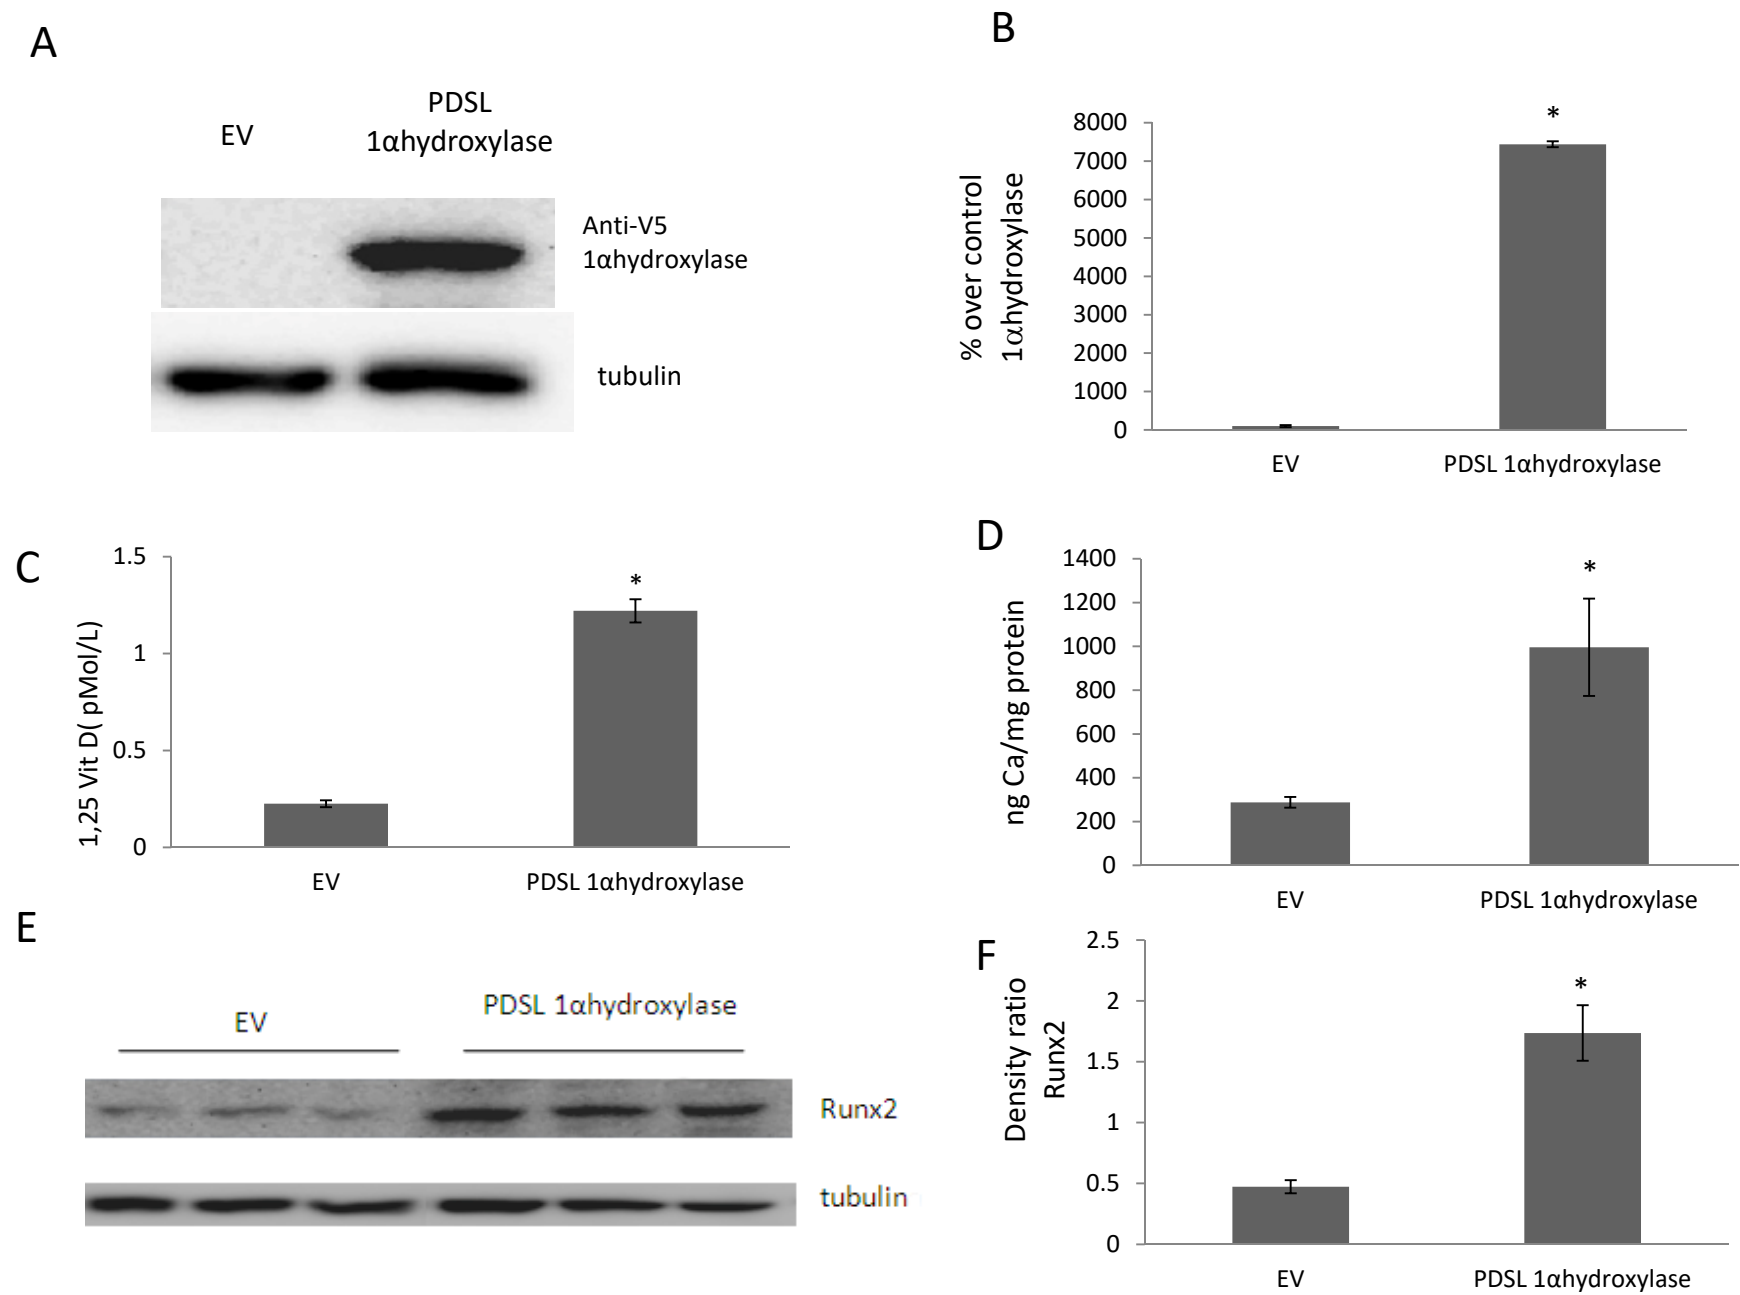 A
EV
PDSL
1αhydroxylase
Anti-V5
1αhydroxylase
tubulin
B
% over control
1αhydroxylase
8000
7000
6000
5000
4000
3000
2000
1000
0
*
EV
PDSL 1αhydroxylase
C
1,25 Vit D( pMol/L)
1.5
1
0.5
0
*
EV
PDSL 1αhydroxylase
D
ng Ca/mg protein
1400
1200
1000
800
600
400
200
0
*
EV
PDSL 1αhydroxylase
E
EV
PDSL 1αhydroxylase
Runx2
tubulin
F
Density ratio
Runx2
2.5
2
1.5
1
0.5
0
*
EV
PDSL 1αhydroxylase